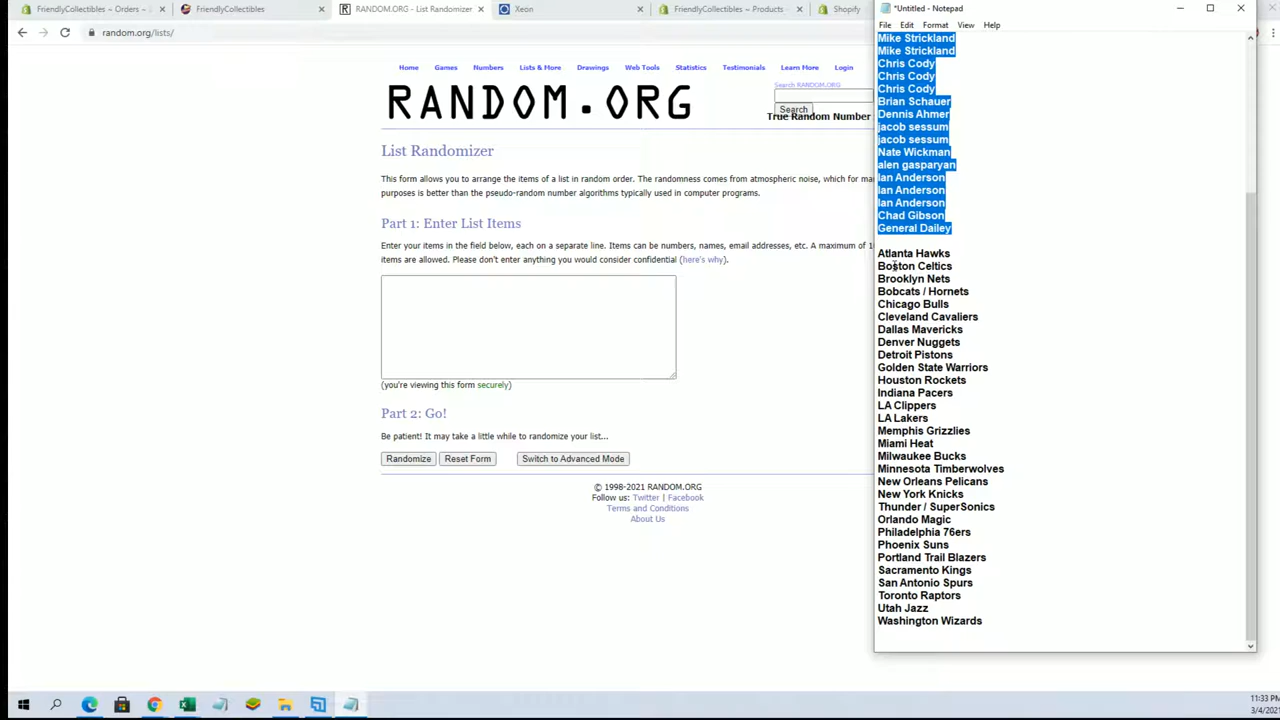 FriendlyCollectibles ~ Orders ~
FriendlyCollectibles
RANDOM.ORG - List Randomizer
Xeon
FriendlyCollectibles ~ Products
Shopify
random.org/lists/
Home Games Numbers Lists & More Drawings Web Tools Statistics Testimonials Learn More Login
RANDOM.ORG
Search RANDOM.ORG
Search
True Random Number
List Randomizer
This form allows you to arrange the items of a list in random order. The randomness comes from atmospheric noise, which for
purposes is better than the pseudo-random number algorithms typically used in computer programs.
Part 1: Enter List Items
Enter your items in the field below, each on a separate line. Items can be numbers, names, email addresses, etc. A maximum of
items are allowed. Please don't enter anything you would consider confidential (here's why).
(you're viewing this form securely)
Part 2: Go!
Be patient! It may take a little while to randomize your list...
Randomize Reset Form Switch to Advanced Mode
© 1998-2021 RANDOM.ORG
Follow us: Twitter | Facebook
Terms and Conditions
About Us
*Untitled - Notepad
File Edit Format View Help
Mike Strickland
Mike Strickland
Chris Cody
Chris Cody
Chris Cody
Brian Schauer
Dennis Ahmer
jacob sessum
jacob sessum
Nate Wickman
alen gasparyan
Ian Anderson
Ian Anderson
Ian Anderson
Chad Gibson
General Dailey
Atlanta Hawks
Boston Celtics
Brooklyn Nets
Bobcats / Hornets
Chicago Bulls
Cleveland Cavaliers
Dallas Mavericks
Denver Nuggets
Detroit Pistons
Golden State Warriors
Houston Rockets
Indiana Pacers
LA Clippers
LA Lakers
Memphis Grizzlies
Miami Heat
Milwaukee Bucks
Minnesota Timberwolves
New Orleans Pelicans
New York Knicks
Thunder / SuperSonics
Orlando Magic
Philadelphia 76ers
Phoenix Suns
Portland Trail Blazers
Sacramento Kings
San Antonio Spurs
Toronto Raptors
Utah Jazz
Washington Wizards
11:33 PM
3/4/2021